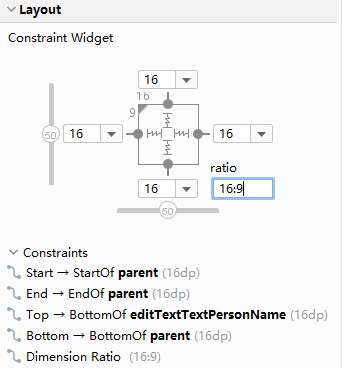 Layout
Constraint Widget
16
16
9
50
16
16
ratio
16
16:9
50
Constraints
Start → StartOf parent (16dp)
End → EndOf parent (16dp)
Top → BottomOf editTextTextPersonName (16dp)
Bottom → BottomOf parent (16dp)
Dimension Ratio (16:9)